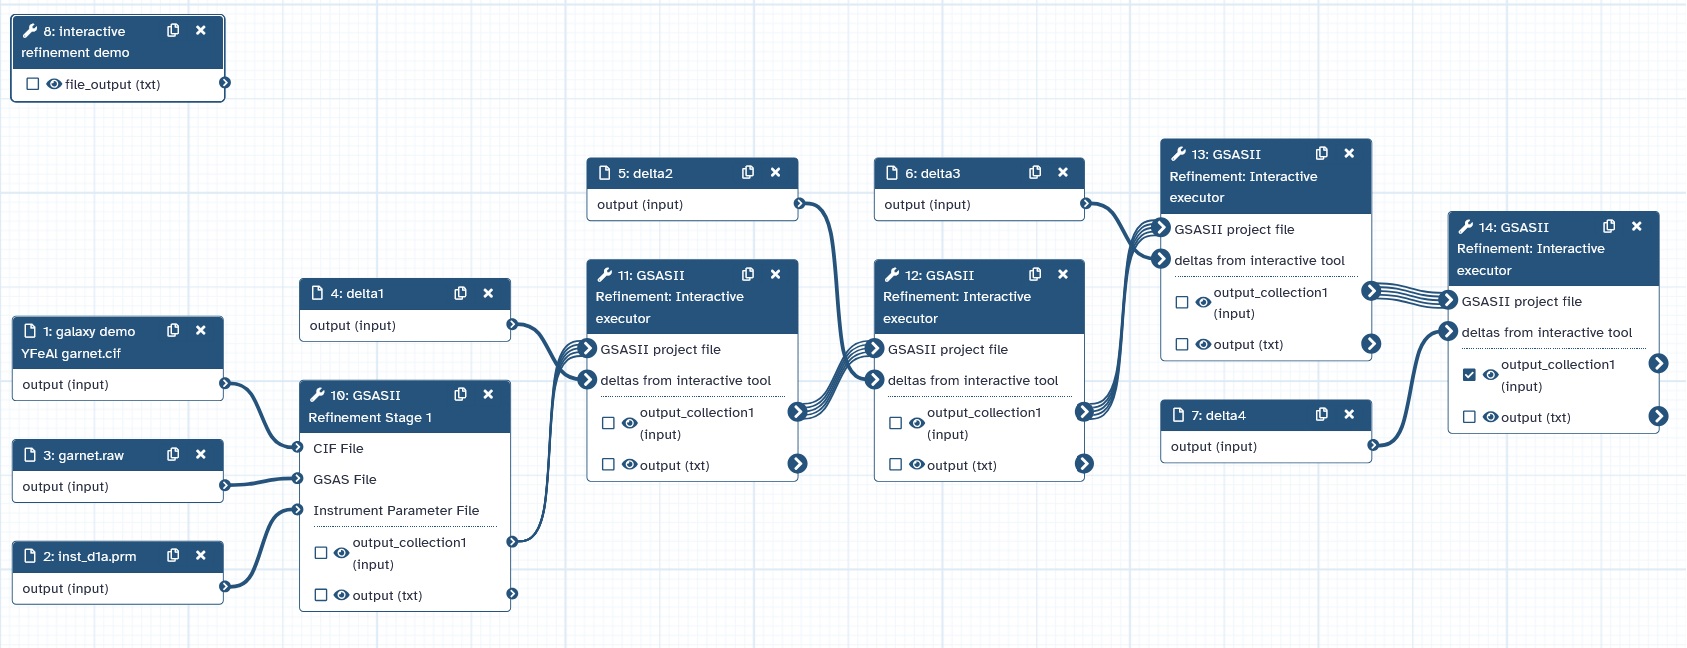 8: interactive
refinement demo
file_output (txt)
1: galaxy demo
YFeAl garnet.cif
output (input)
3: garnet.raw
output (input)
2: inst_d1a.prm
output (input)
4: delta1
output (input)
10: GSASII
Refinement Stage 1
CIF File
GSAS File
Instrument Parameter File
output_collection1
(input)
output (txt)
5: delta2
output (input)
11: GSASII
Refinement: Interactive
executor
GSASII project file
deltas from interactive tool
output_collection1
(input)
output (txt)
6: delta3
output (input)
12: GSASII
Refinement: Interactive
executor
GSASII project file
deltas from interactive tool
output_collection1
(input)
output (txt)
13: GSASII
Refinement: Interactive
executor
GSASII project file
deltas from interactive tool
output_collection1
(input)
output (txt)
7: delta4
output (input)
14: GSASII
Refinement: Interactive
executor
GSASII project file
deltas from interactive tool
output_collection1
(input)
output (txt)